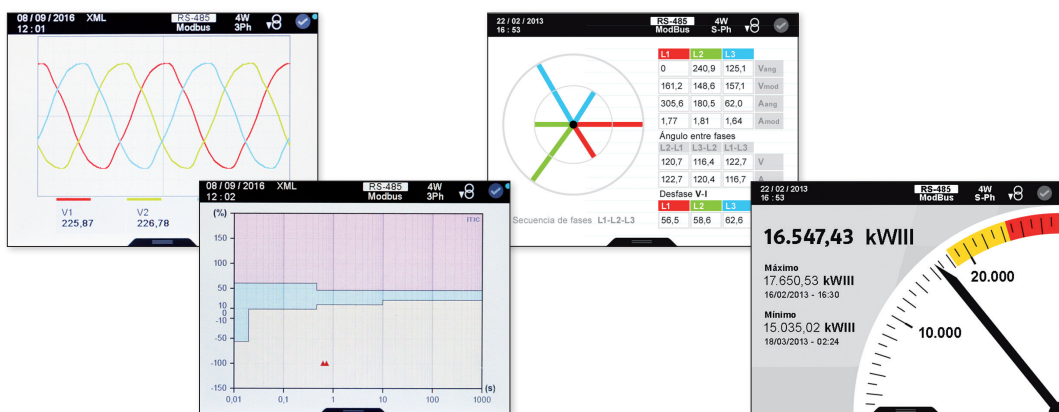 08 / 09 / 2016 XML RS-485 4W
12 : 01 Modbus 3Ph
V1 V2
225,87 226,78
22 / 02 / 2013 RS-485 4W
16 : 53 ModBus S-Ph
L1 L2 L3
0 240,9 125,1 Vang
161,2 148,6 157,1 Vmod
305,6 180,5 62,0 Aang
1,77 1,81 1,64 Amod
Ángulo entre fases
L2-L1 L3-L2 L1-L3
120,7 116,4 122,7 V
122,7 120,4 116,7 A
Desfase V-I
L1 L2 L3
Secuencia de fases L1-L2-L3 56,5 58,6 62,6
08 / 09 / 2016 XML RS-485 4W
12 : 02 Modbus 3Ph
(%) ITIC
150
100
50
10
0
-10
-50
-100
-150 (s)
0,01 0,1 1 10 100 1000
22 / 02 / 2013 RS-485 4W
16 : 53 ModBus S-Ph
16.547,43 kWIII
Máximo
17.650,53 kWIII
16/02/2013 - 16:30
Mínimo
15.035,02 kWIII
18/03/2013 - 02:24
20.000
10.000